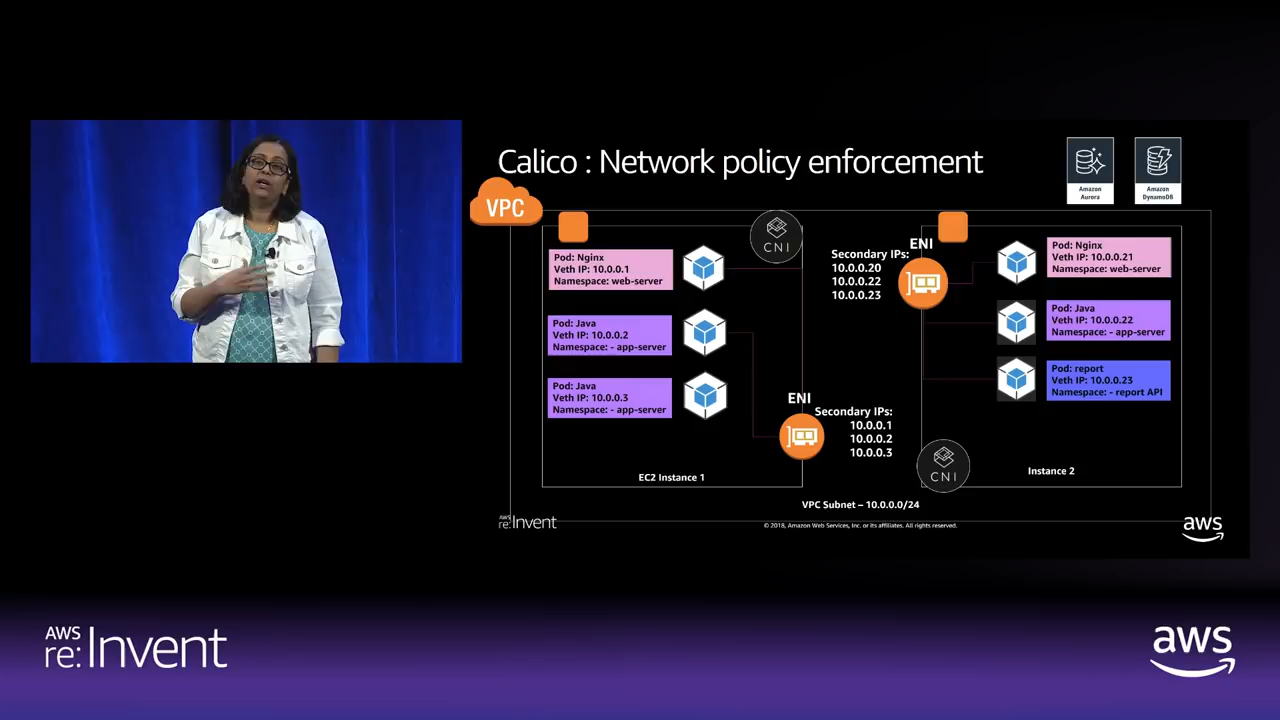 Calico : Network policy enforcement
Amazon
Aurora
Amazon
DynamoDB
VPC
CNI
Pod: Nginx
Veth IP: 10.0.0.1
Namespace: web-server
Pod: Java
Veth IP: 10.0.0.2
Namespace: - app-server
Pod: Java
Veth IP: 10.0.0.3
Namespace: - app-server
ENI
Secondary IPs:
10.0.0.1
10.0.0.2
10.0.0.3
EC2 Instance 1
ENI
Secondary IPs:
10.0.0.20
10.0.0.22
10.0.0.23
Pod: Nginx
Veth IP: 10.0.0.21
Namespace: web-server
Pod: Java
Veth IP: 10.0.0.22
Namespace: - app-server
Pod: report
Veth IP: 10.0.0.23
Namespace: - report API
CNI
Instance 2
VPC Subnet – 10.0.0.0/24
AWS
re:Invent
© 2018, Amazon Web Services, Inc. or its affiliates. All rights reserved.
aws
AWS
re:Invent
aws